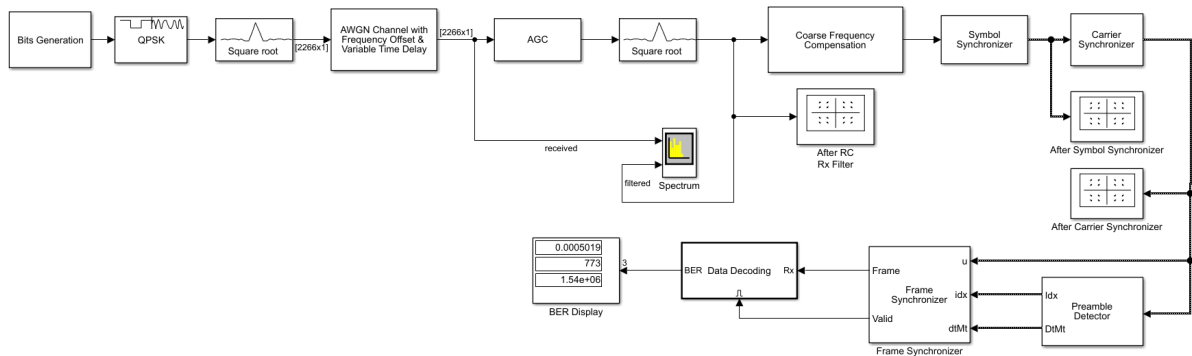 Bits Generation
QPSK
Square root
[2266x1]
AWGN Channel with
Frequency Offset &
Variable Time Delay
[2266x1]
AGC
Square root
Coarse Frequency
Compensation
Symbol
Synchronizer
Carrier
Synchronizer
After RC
Rx Filter
After Symbol Synchronizer
received
filtered
Spectrum
After Carrier Synchronizer
0.0005019
773
1.54e+06
3
BER Display
BER
Data Decoding
Rx
Frame
Valid
Frame
Synchronizer
u
idx
dtMt
Frame Synchronizer
Idx
DtMt
Preamble
Detector